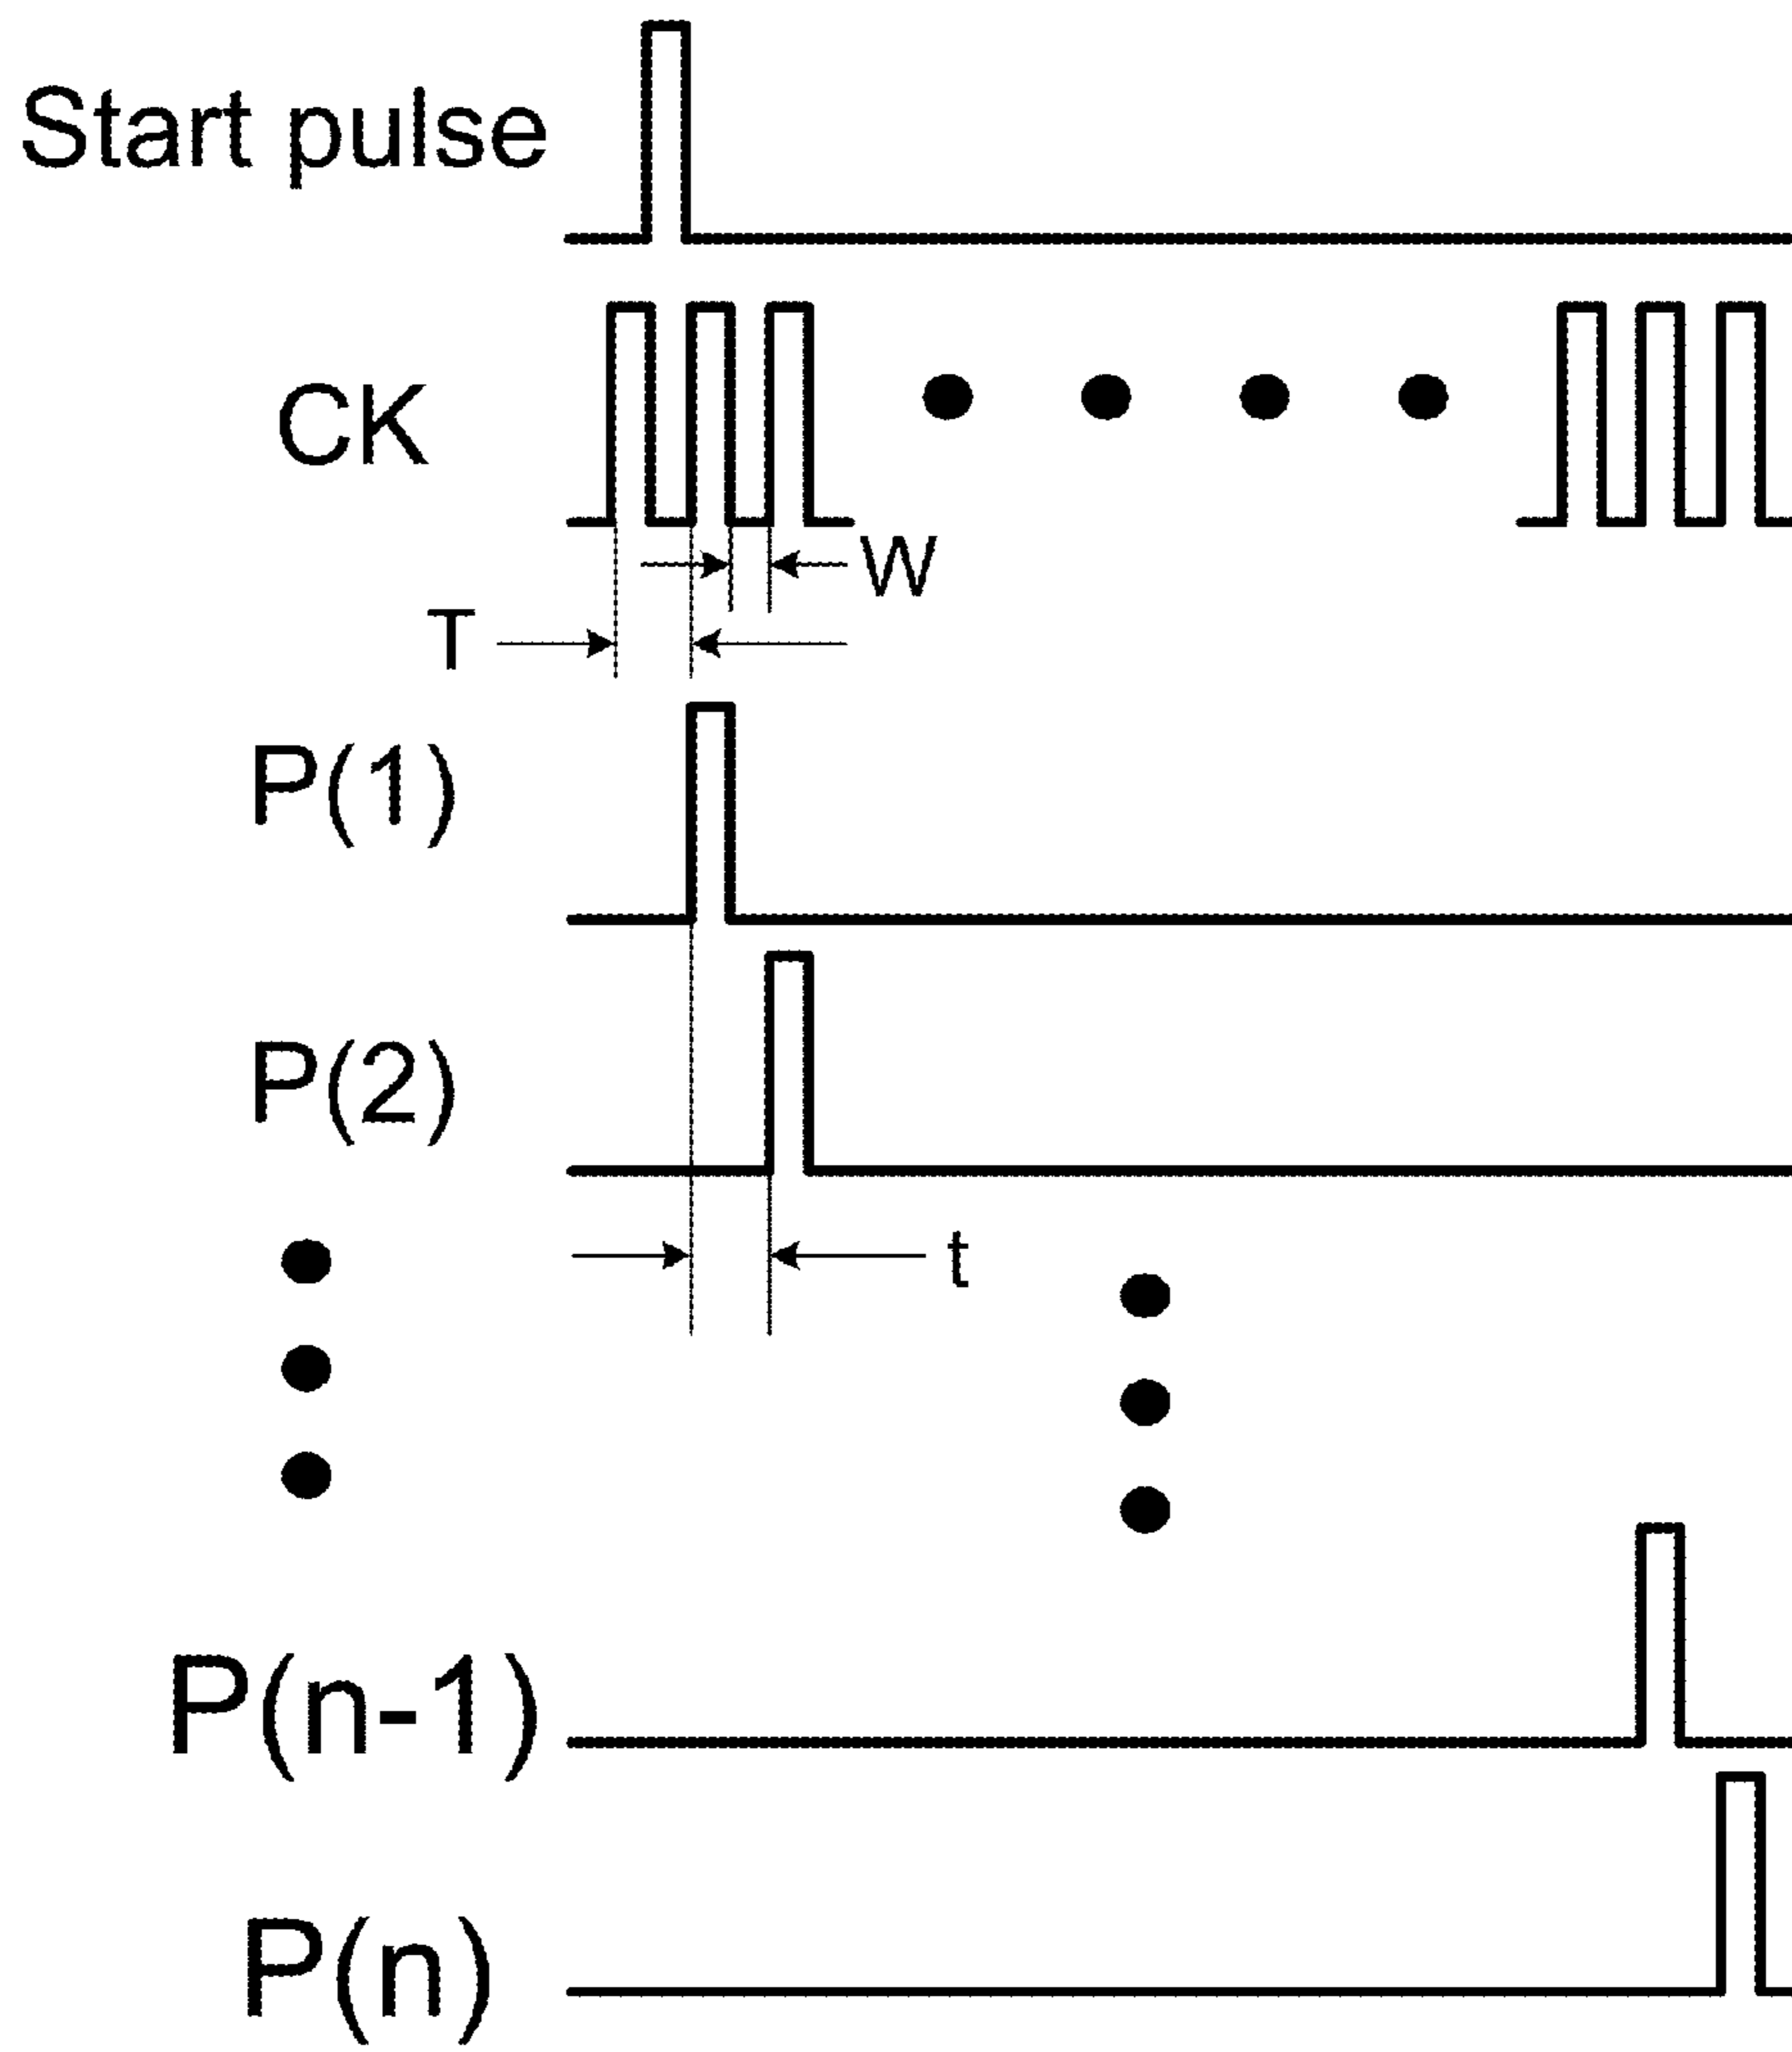 Start pulse
CK
W
T
P(1)
P(2)
t
P(n-1)
P(n)